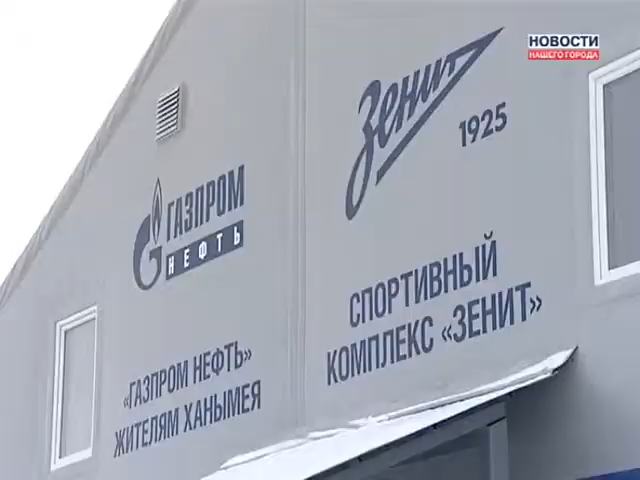 НОВОСТИ
НАШЕГО ГОРОДА
Зенит
1925
ГАЗПРОМ
НЕФТЬ
СПОРТИВНЫЙ
КОМПЛЕКС «ЗЕНИТ»
«ГАЗПРОМ НЕФТЬ»
ЖИТЕЛЯМ ХАНЫМЕЯ